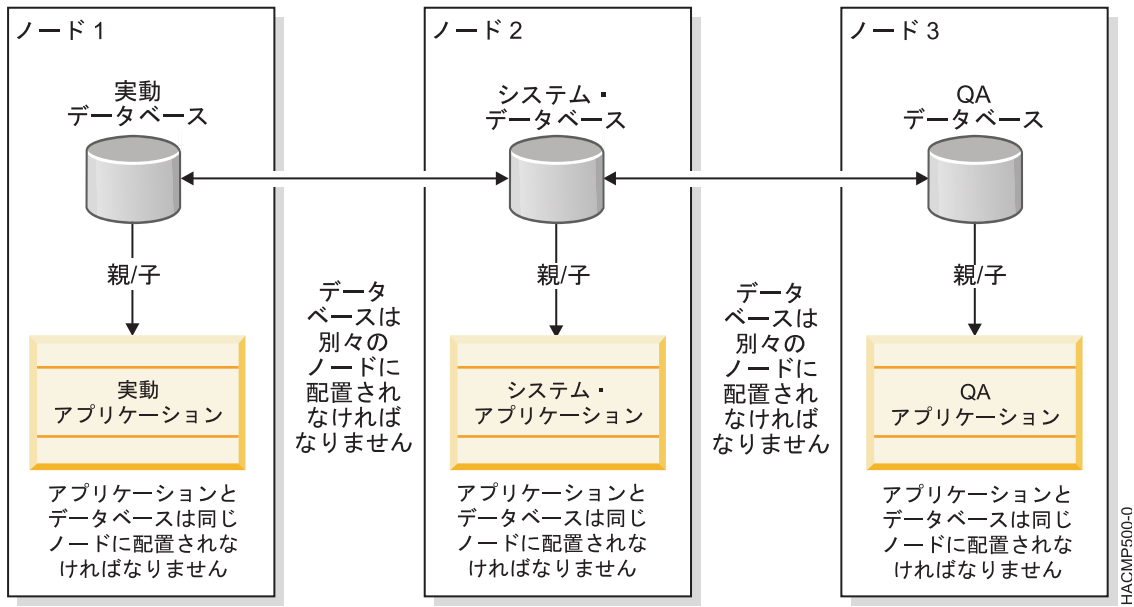 ノード 1
実動
データベース
親/子
実動
アプリケーション
アプリケーションと
データベースは同じ
ノードに配置されな
ければなりません
データ
ベースは
別々の
ノードに
配置され
なければ
なりません
ノード 2
システム・
データベース
親/子
システム・
アプリケーション
アプリケーションと
データベースは同じ
ノードに配置されな
ければなりません
データ
ベースは
別々の
ノードに
配置され
なければ
なりません
ノード 3
QA
データベース
親/子
QA
アプリケーション
アプリケーションと
データベースは同じ
ノードに配置されな
ければなりません
HACMP500-0